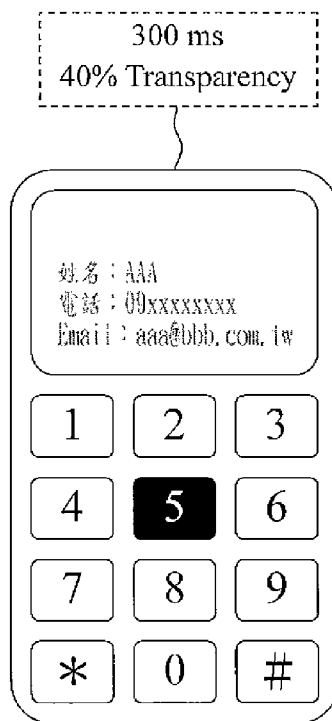 300 ms
40% Transparency
姓名：AAA
電話：09xxxxxxxx
Email：aaa@bbb.com.tw
1 2 3
4 5 6
7 8 9
* 0 #